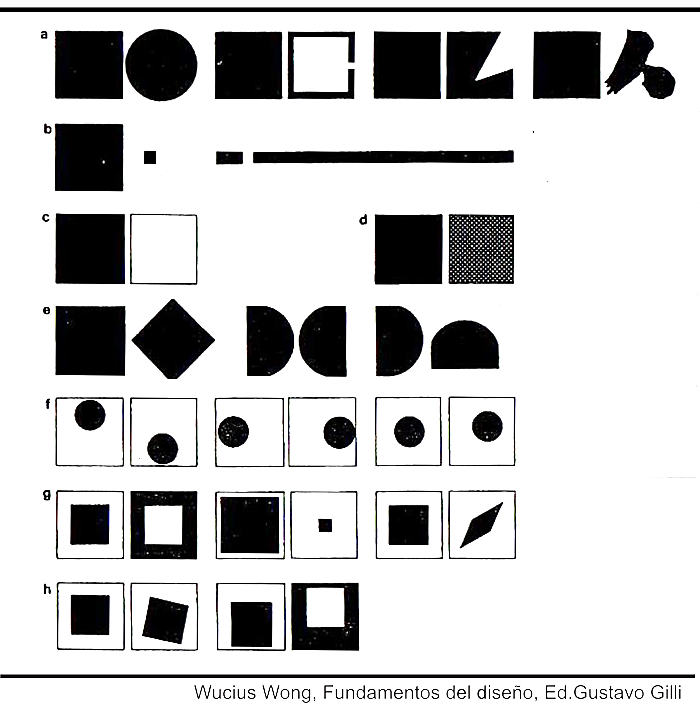 a
b
c d
e
f
g
h
Wucius Wong, Fundamentos del diseño, Ed.Gustavo Gilli